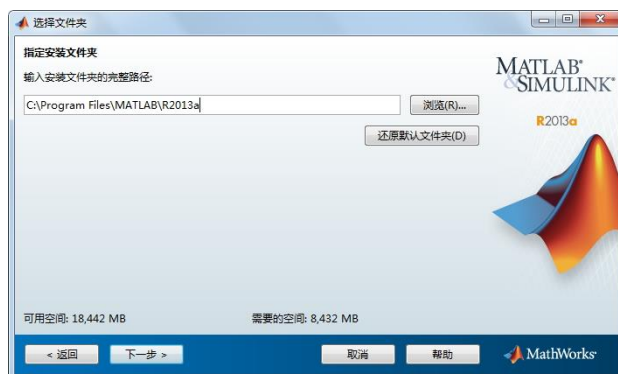 选择文件夹
指定安装文件夹
输入安装文件夹的完整路径:
C:\Program Files\MATLAB\R2013a
浏览(R)...
还原默认文件夹(D)
MATLAB®
&SIMULINK®
R2013a
可用空间: 18,442 MB
需要的空间: 8,432 MB
< 返回
下一步 >
取消
帮助
MathWorks®